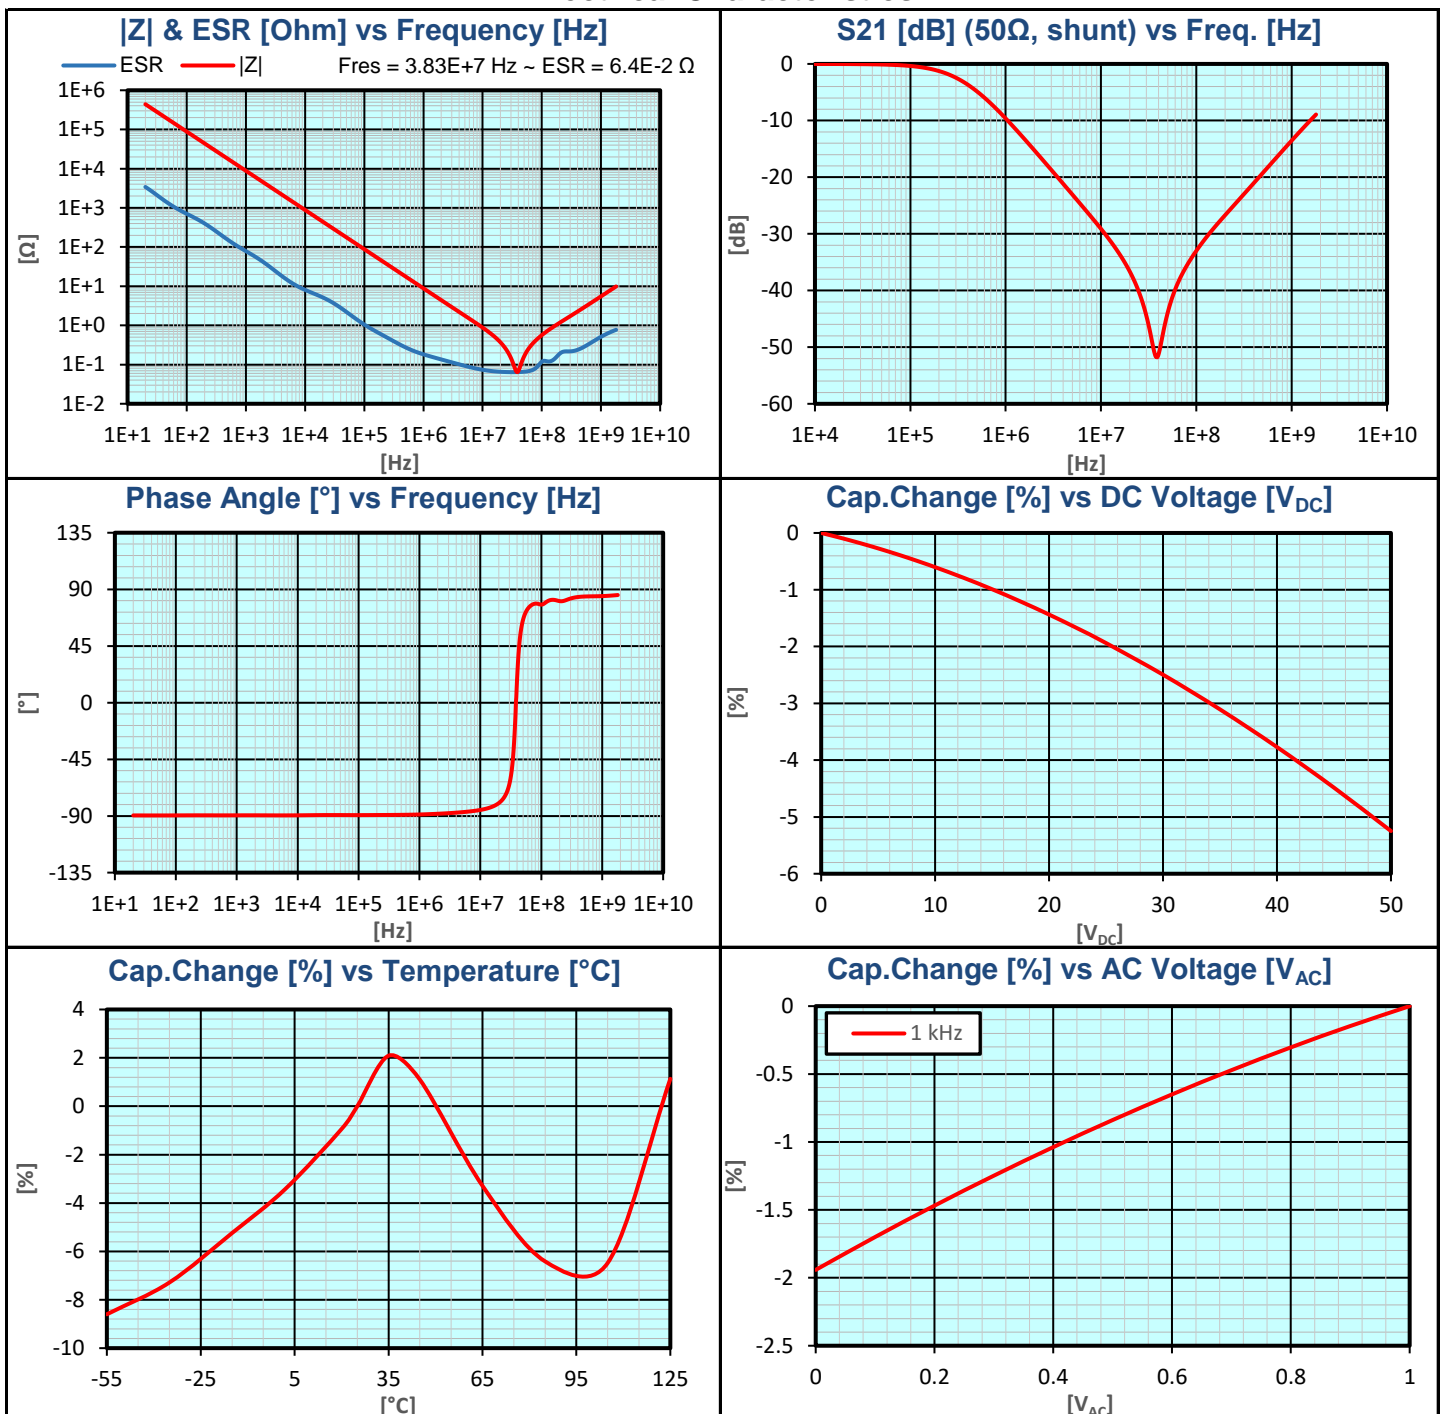 |Z| & ESR [Ohm] vs Frequency [Hz]
ESR |Z| Fres = 3.83E+7 Hz ~ ESR = 6.4E-2 Ω
1E+6
1E+5
1E+4
1E+3
1E+2
1E+1
1E+0
1E-1
1E-2
[Ω]
1E+1 1E+2 1E+3 1E+4 1E+5 1E+6 1E+7 1E+8 1E+9 1E+10
[Hz]
S21 [dB] (50Ω, shunt) vs Freq. [Hz]
0
-10
-20
-30
-40
-50
-60
[dB]
1E+4 1E+5 1E+6 1E+7 1E+8 1E+9 1E+10
[Hz]
Phase Angle [°] vs Frequency [Hz]
135
90
45
0
-45
-90
-135
[°]
1E+1 1E+2 1E+3 1E+4 1E+5 1E+6 1E+7 1E+8 1E+9 1E+10
[Hz]
Cap.Change [%] vs DC Voltage [VDC]
0
-1
-2
-3
-4
-5
-6
[%]
0 10 20 30 40 50
[VDC]
Cap.Change [%] vs Temperature [°C]
4
2
0
-2
-4
-6
-8
-10
[%]
-55 -25 5 35 65 95 125
[°C]
Cap.Change [%] vs AC Voltage [VAC]
1 kHz
0
-0.5
-1
-1.5
-2
-2.5
[%]
0 0.2 0.4 0.6 0.8 1
[VAC]